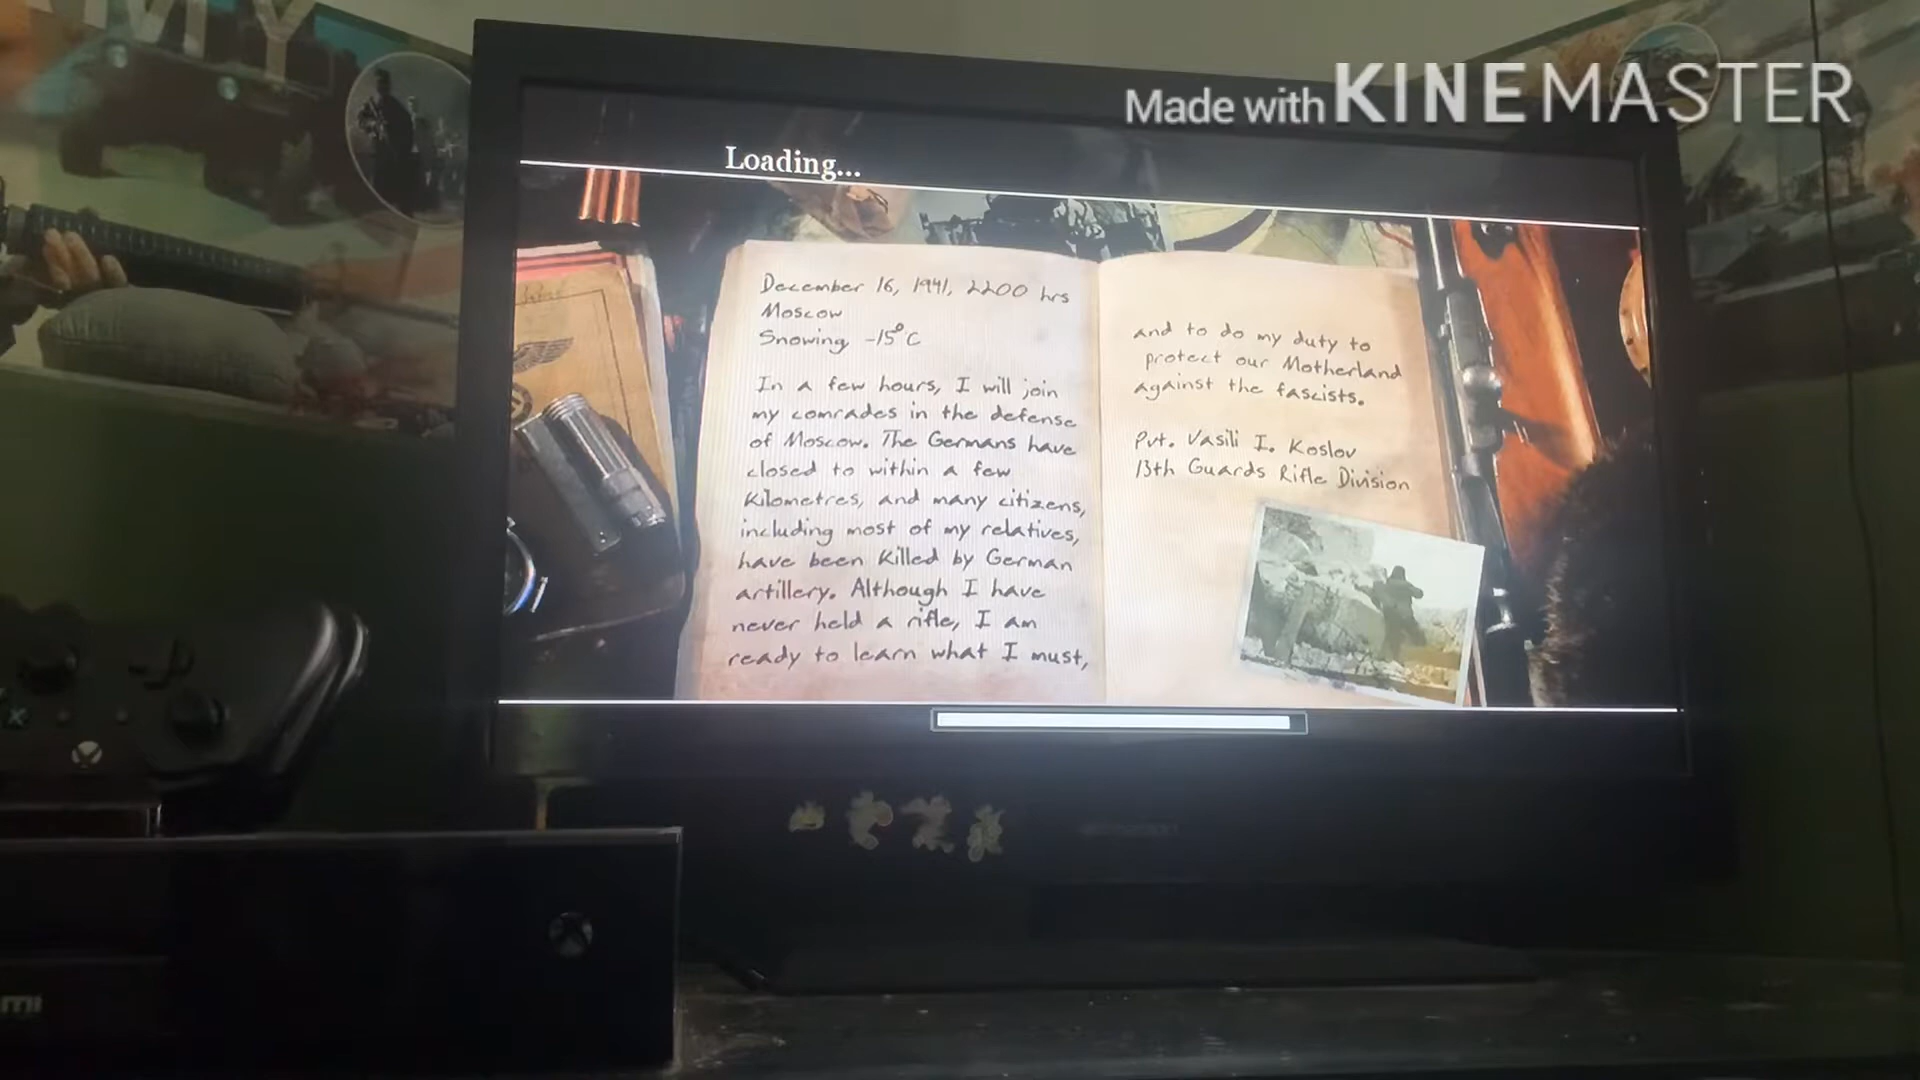 MY
Made with KINEMASTER
Loading...
December 16, 1941, 2200 hrs
Moscow
Snowing -15°C
In a few hours, I will join
my comrades in the defense
of Moscow. The Germans have
closed to within a few
kilometres, and many citizens,
including most of my relatives,
have been killed by German
artillery. Although I have
never held a rifle, I am
ready to learn what I must,
and to do my duty to
protect our Motherland
against the fascists.
Pvt. Vasili I. Koslov
13th Guards Rifle Division